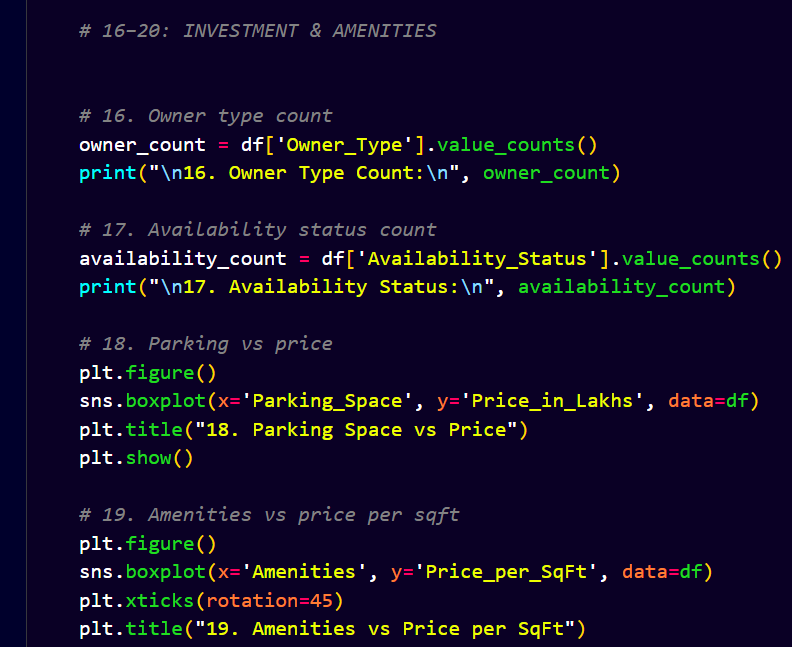 # 16–20: INVESTMENT & AMENITIES
# 16. Owner type count
owner_count = df['Owner_Type'].value_counts()
print("\n16. Owner Type Count:\n", owner_count)
# 17. Availability status count
availability_count = df['Availability_Status'].value_counts()
print("\n17. Availability Status:\n", availability_count)
# 18. Parking vs price
plt.figure()
sns.boxplot(x='Parking_Space', y='Price_in_Lakhs', data=df)
plt.title("18. Parking Space vs Price")
plt.show()
# 19. Amenities vs price per sqft
plt.figure()
sns.boxplot(x='Amenities', y='Price_per_SqFt', data=df)
plt.xticks(rotation=45)
plt.title("19. Amenities vs Price per SqFt")